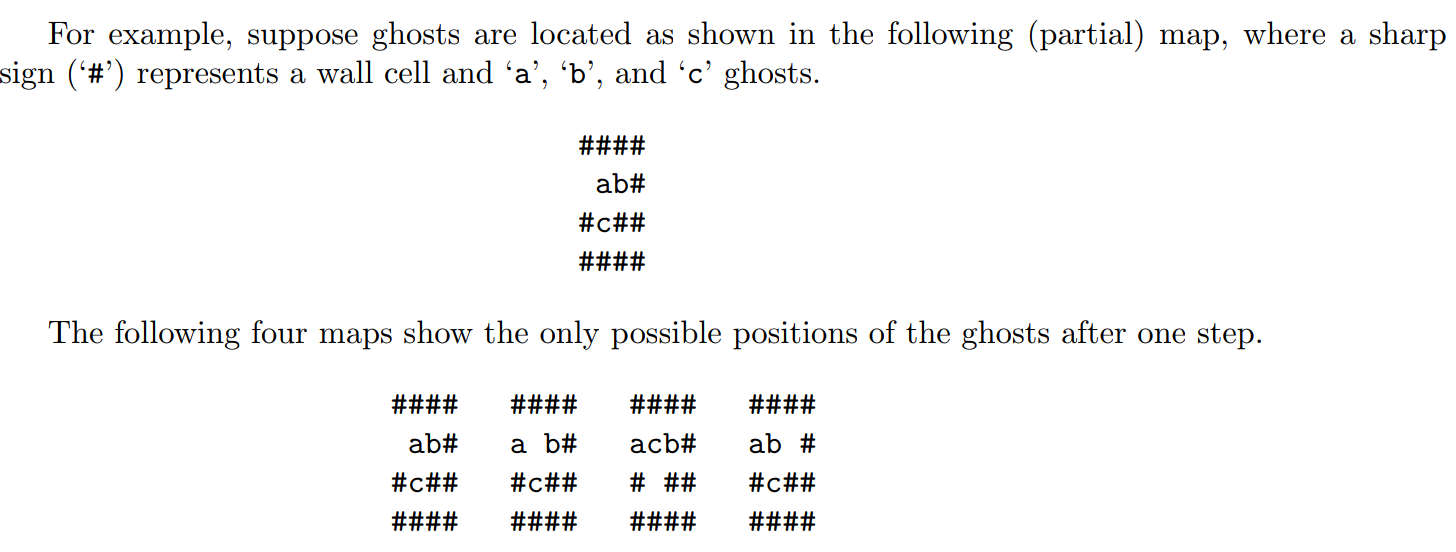 For example, suppose ghosts are located as shown in the following (partial) map, where a sharp
sign (‘#’) represents a wall cell and ‘a’, ‘b’, and ‘c’ ghosts.
####
 ab#
#c##
####
The following four maps show the only possible positions of the ghosts after one step.
####   ####   ####   ####
 ab#   a b#   acb#   ab #
#c##   #c##   # ##   #c##
####   ####   ####   ####